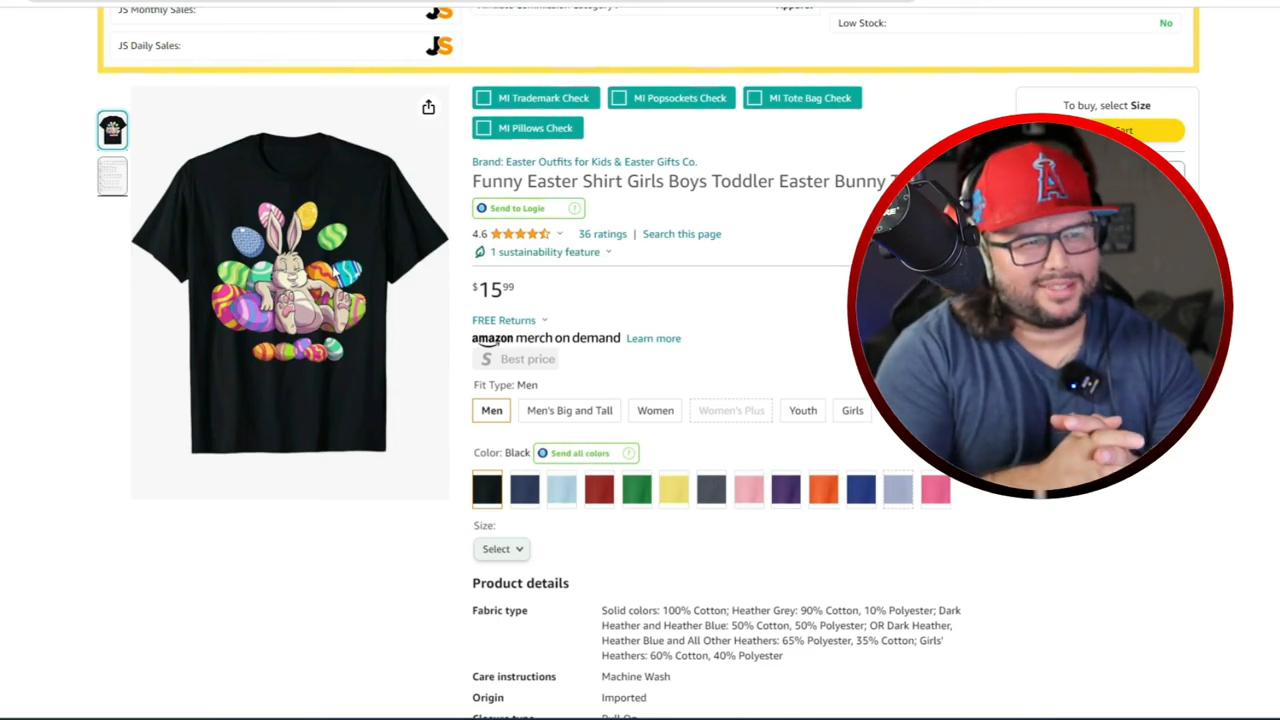 JS Monthly Sales:
JS
Low Stock:
No
JS Daily Sales:
JS
MI Trademark Check
MI Popsockets Check
MI Tote Bag Check
MI Pillows Check
To buy, select Size
Cart
Brand: Easter Outfits for Kids & Easter Gifts Co.
Funny Easter Shirt Girls Boys Toddler Easter Bunny
Send to Logie
?
4.6
36 ratings | Search this page
1 sustainability feature
$15 99
FREE Returns
amazon merch on demand Learn more
S Best price
Fit Type: Men
Men
Men's Big and Tall
Women
Women's Plus
Youth
Girls
Color: Black
Send all colors
?
Size:
Select
Product details
Fabric type
Solid colors: 100% Cotton; Heather Grey: 90% Cotton, 10% Polyester; Dark
Heather and Heather Blue: 50% Cotton, 50% Polyester; OR Dark Heather,
Heather Blue and All Other Heathers: 65% Polyester, 35% Cotton; Girls'
Heathers: 60% Cotton, 40% Polyester
Care instructions
Machine Wash
Origin
Imported
A